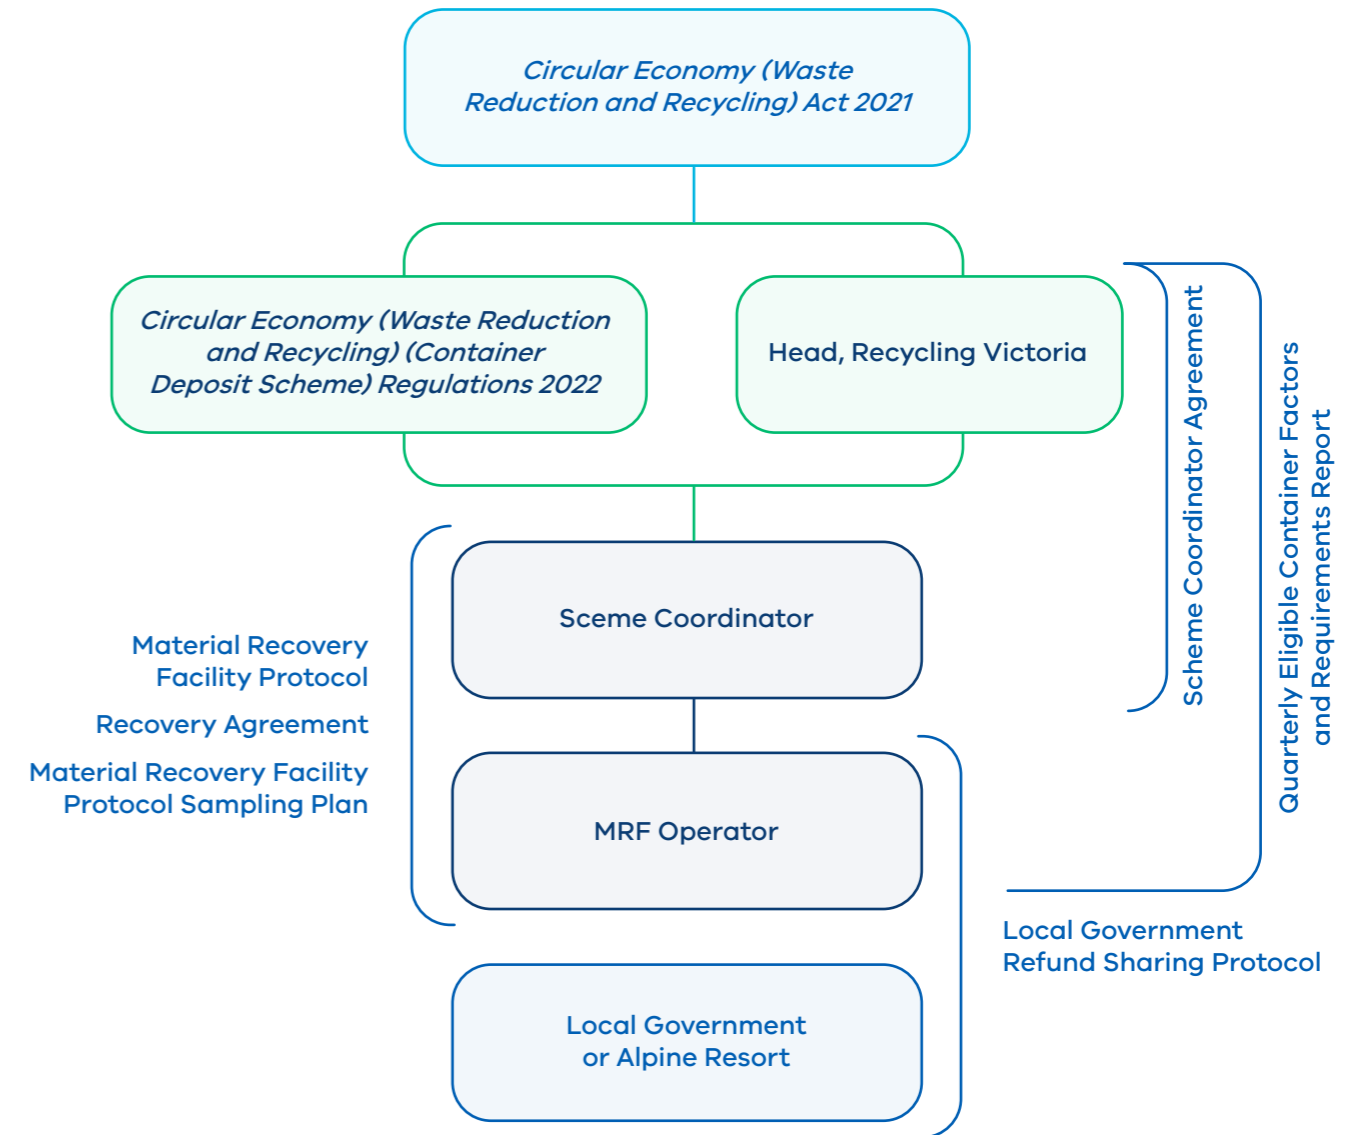 Circular Economy (Waste
Reduction and Recycling) Act 2021
Circular Economy (Waste Reduction
and Recycling) (Container
Deposit Scheme) Regulations 2022
Head, Recycling Victoria
Scheme Coordinator Agreement
Quarterly Eligible Container Factors
and Requirements Report
Sceme Coordinator
Material Recovery
Facility Protocol
Recovery Agreement
Material Recovery Facility
Protocol Sampling Plan
MRF Operator
Local Government
Refund Sharing Protocol
Local Government
or Alpine Resort